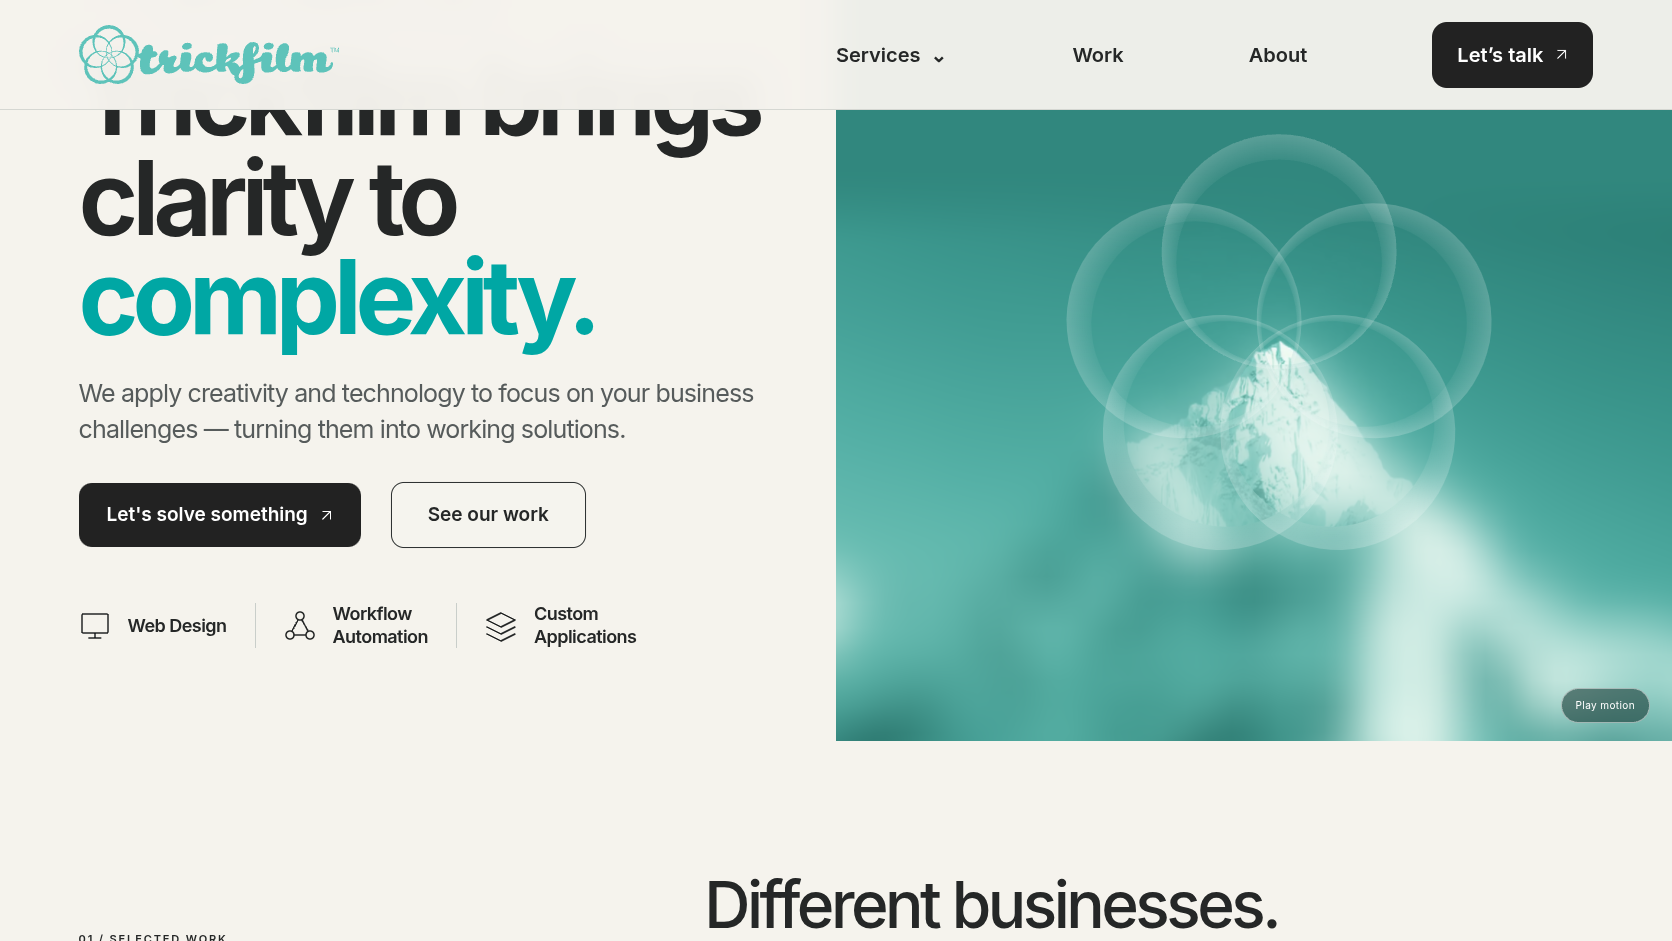 trickfilm™
Services
Work
About
Let’s talk
Trickfilm brings
clarity to
complexity.
We apply creativity and technology to focus on your business
challenges — turning them into working solutions.
Let's solve something
See our work
Web Design
Workflow
Automation
Custom
Applications
Play motion
Different businesses.
01 / SELECTED WORK